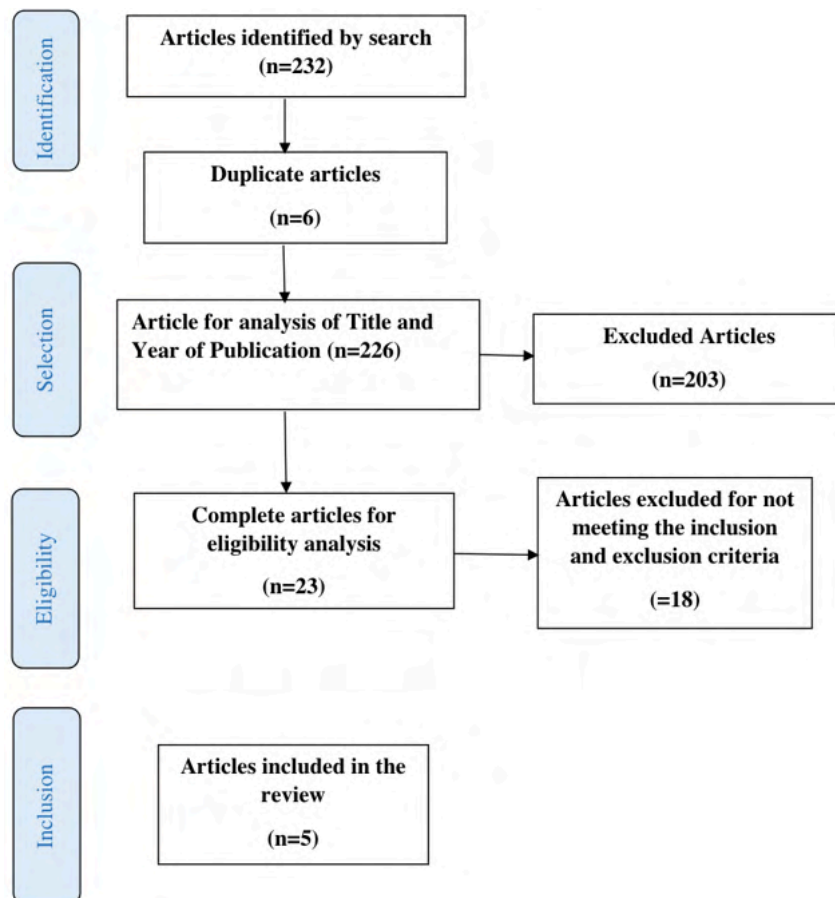 Identification
Articles identified by search
(n=232)
Duplicate articles
(n=6)
Selection
Article for analysis of Title and
Year of Publication (n=226)
Excluded Articles
(n=203)
Eligibility
Complete articles for
eligibility analysis
(n=23)
Articles excluded for not
meeting the inclusion
and exclusion criteria
(=18)
Inclusion
Articles included in the
review
(n=5)